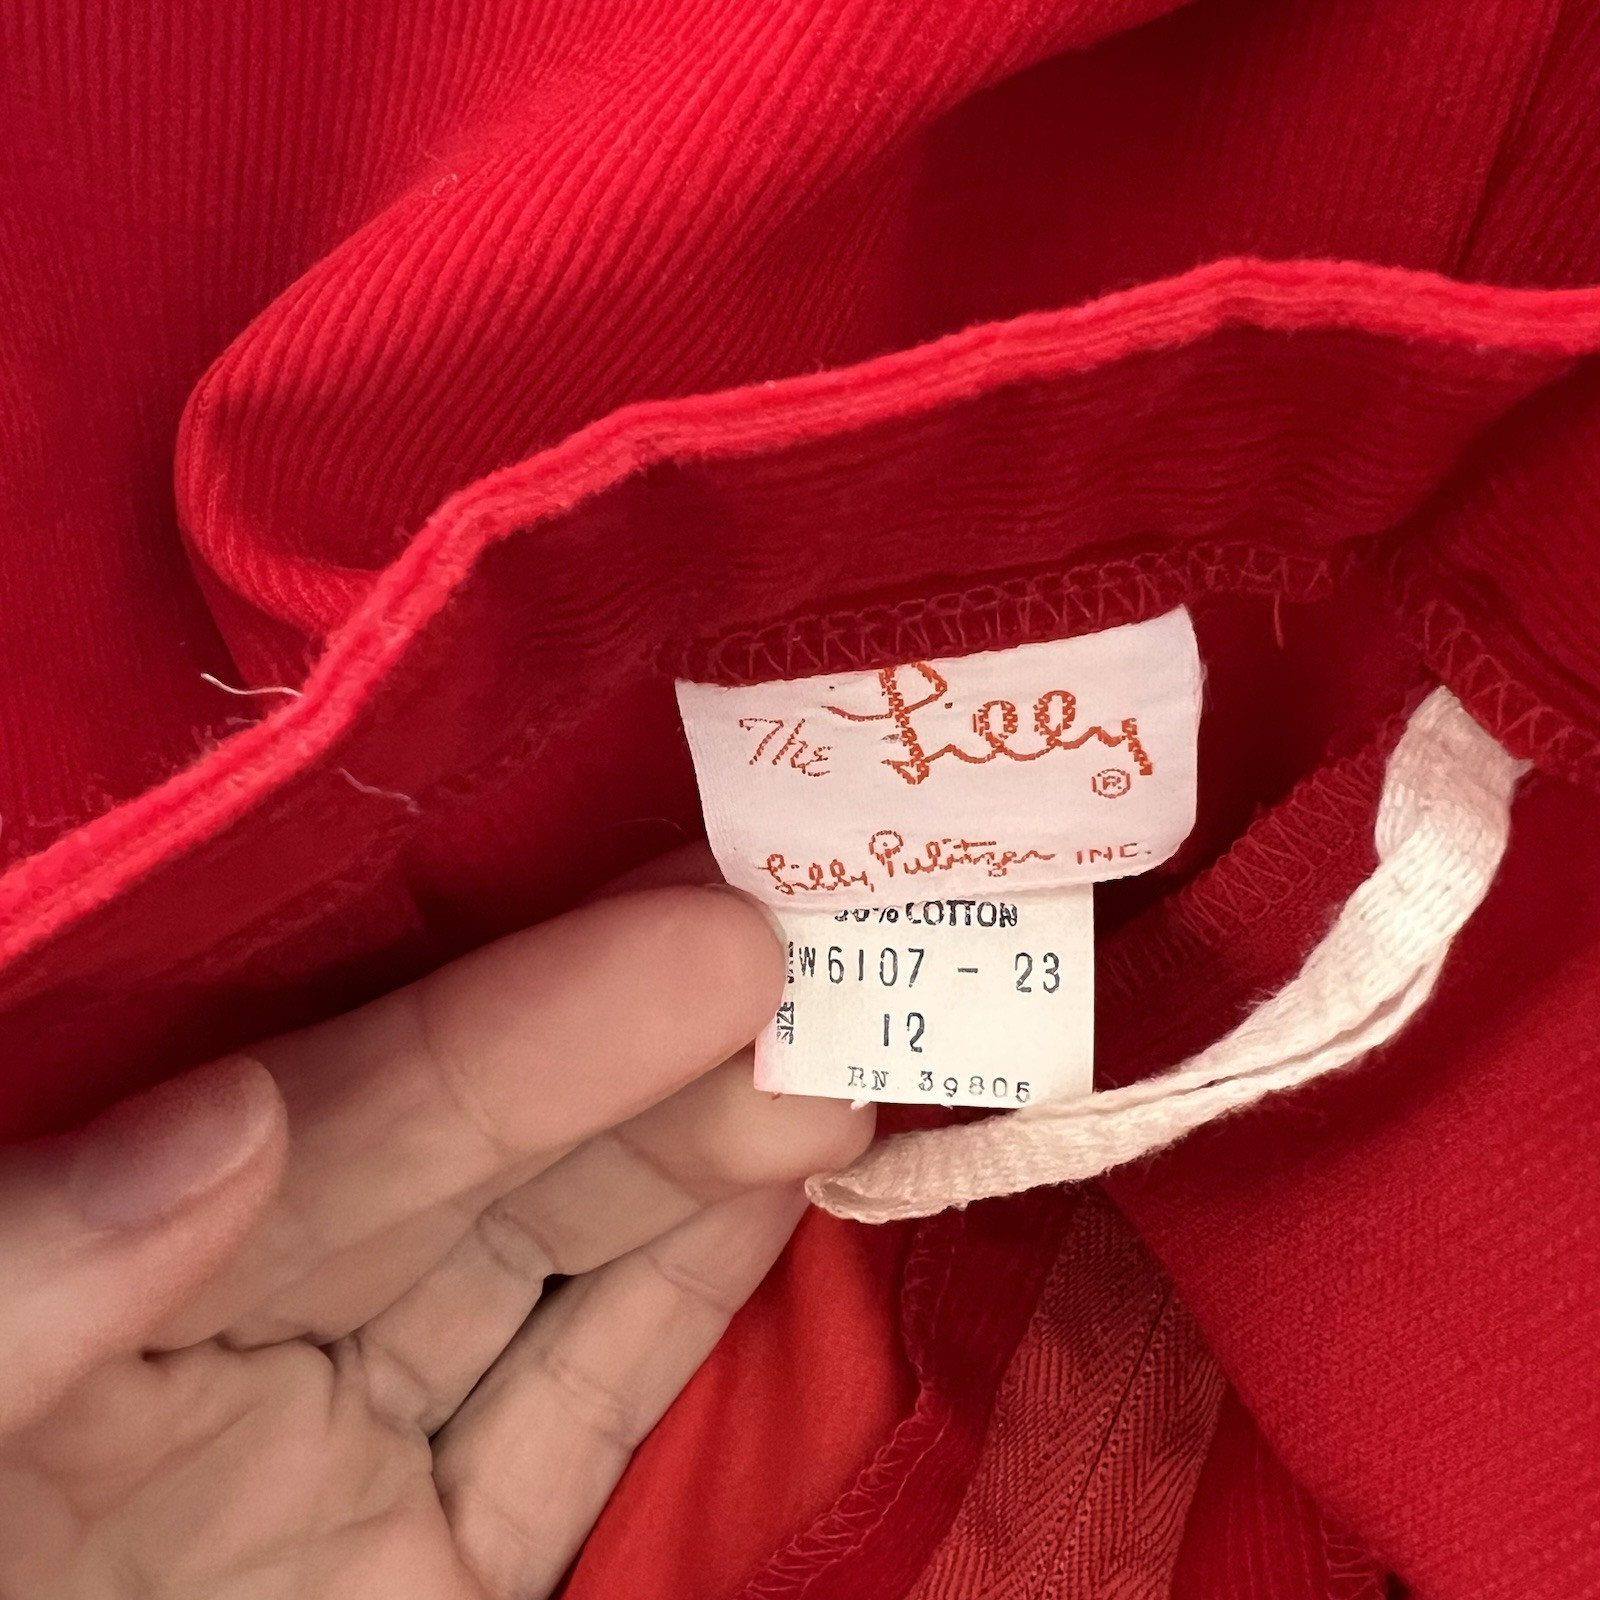 The Lilly ®
Lilly Pulitzer INC.
COTTON
W6107 - 23
SIZE 12
RN 39805